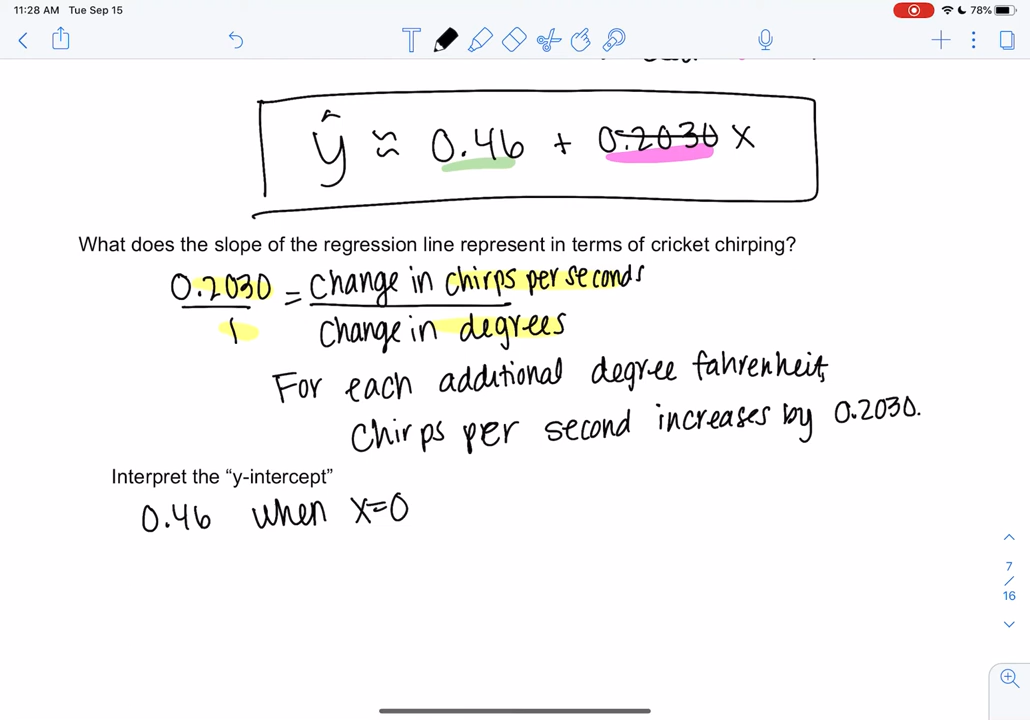 11:28 AM Tue Sep 15
78%
ŷ ≈ 0.46 + 0.2030 x
What does the slope of the regression line represent in terms of cricket chirping?
0.2030 = change in chirps per seconds
1 change in degrees
For each additional degree fahrenheit,
chirps per second increases by 0.2030.
Interpret the “y-intercept”
0.46 when x=0
7
/
16